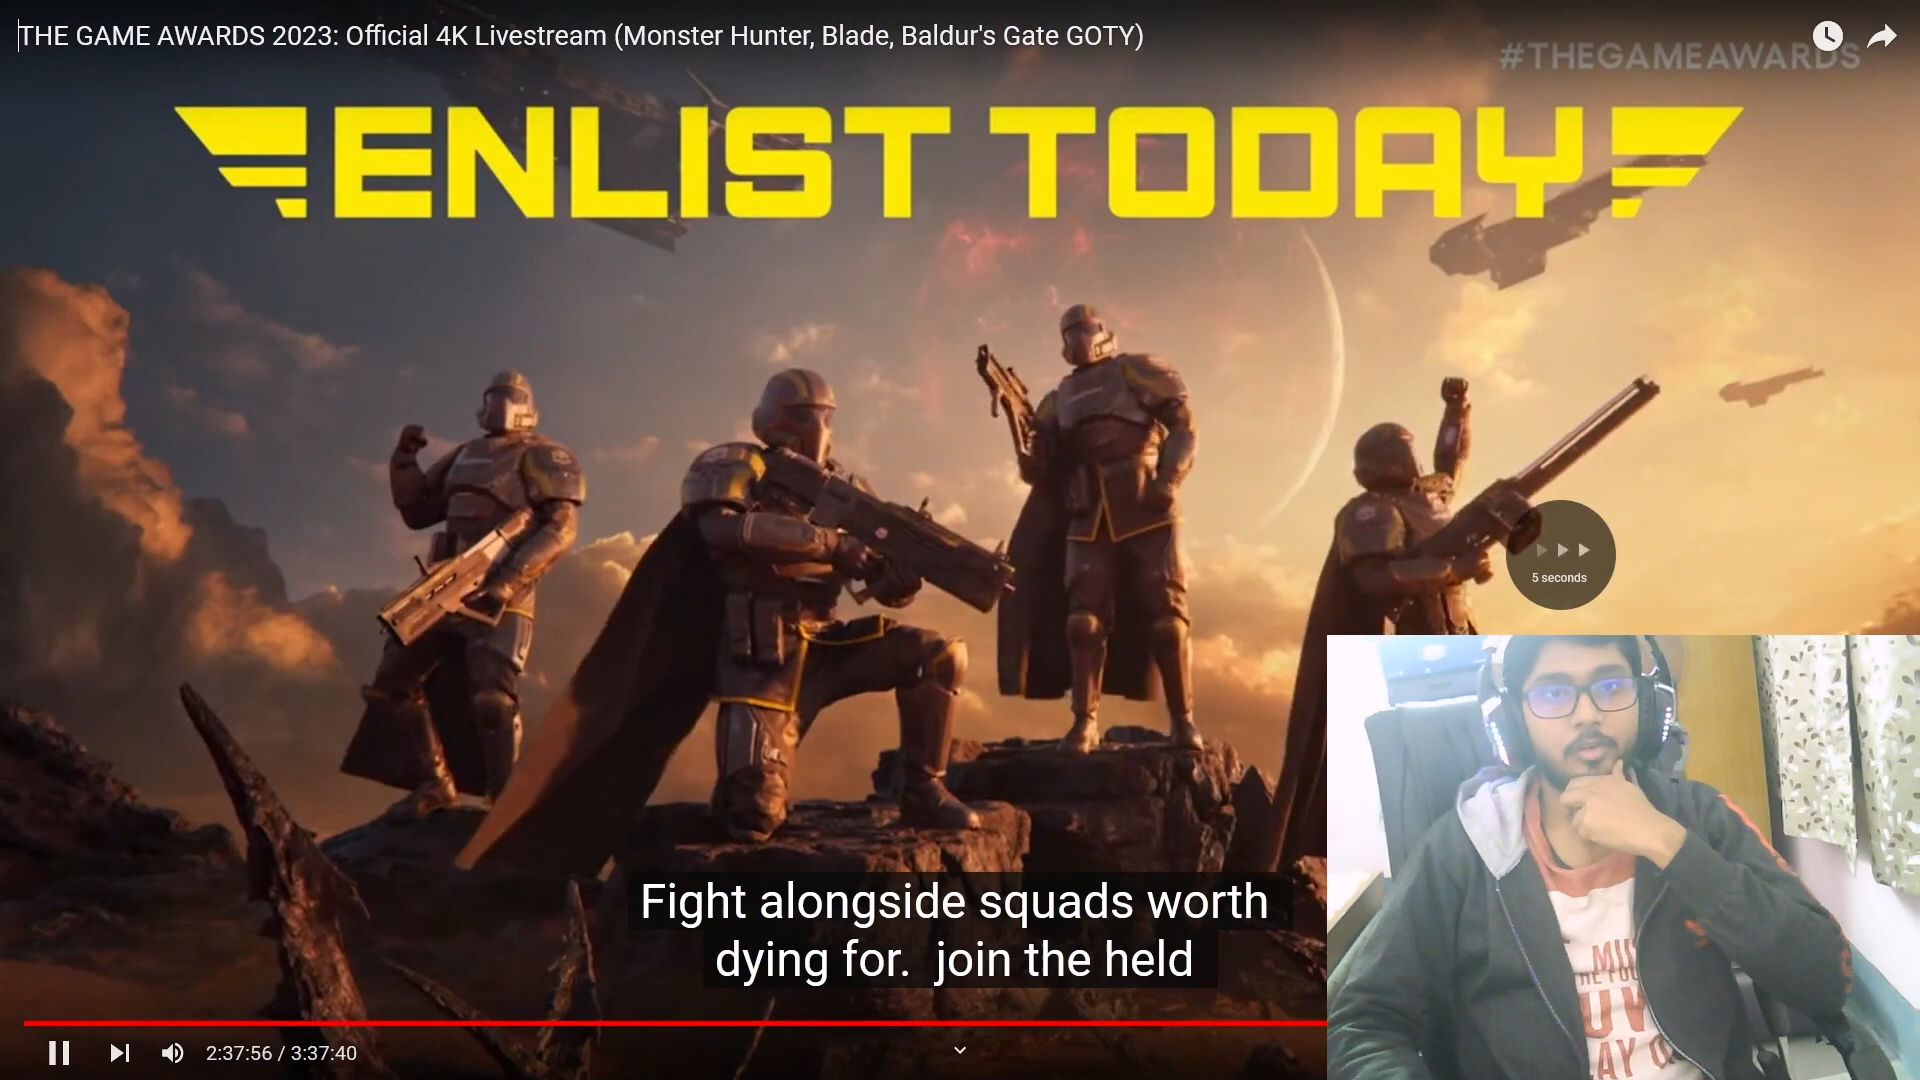 THE GAME AWARDS 2023: Official 4K Livestream (Monster Hunter, Blade, Baldur's Gate GOTY)
#THEGAMEAWARDS
ENLIST TODAY
5 seconds
Fight alongside squads worth
dying for. join the held
2:37:56 / 3:37:40